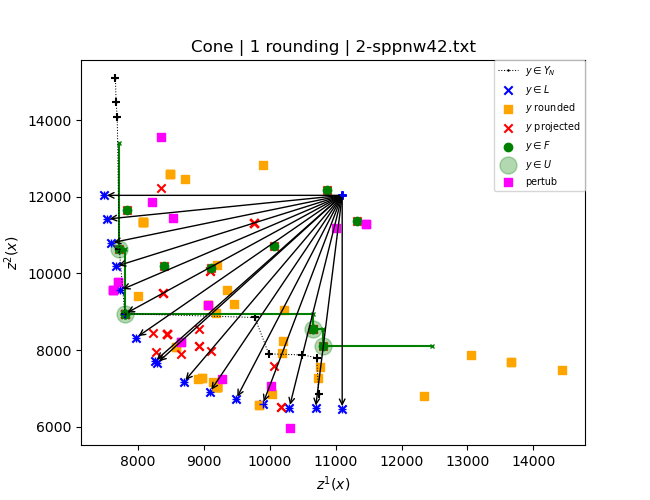 Cone | 1 rounding | 2-sppnw42.txt
y ∈ Y_N
y ∈ L
y rounded
y projected
y ∈ F
y ∈ U
pertub
z²(x)
14000
12000
10000
8000
6000
8000 9000 10000 11000 12000 13000 14000
z¹(x)